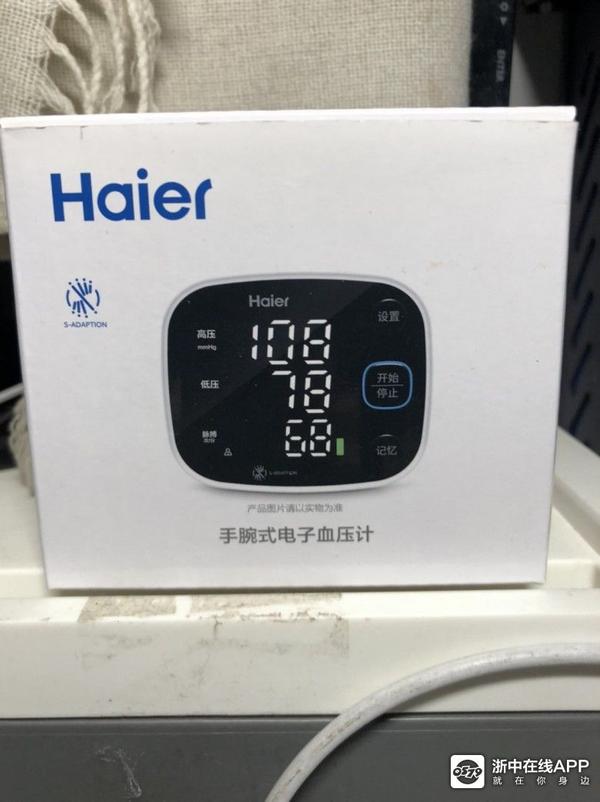 Haier
S-ADAPTION
Haier
设置
高压
mmHg
108
低压
78
开始
停止
脉搏
68
记忆
S-ADAPTION
产品图片请以实物为准
手腕式电子血压计
浙中在线APP
就在你身边